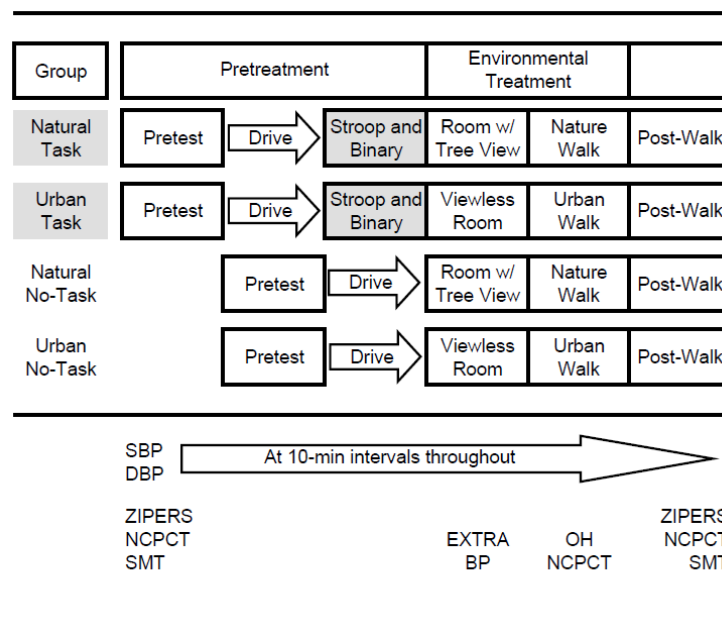 Group
Pretreatment
Environmental
Treatment
Natural
Task
Pretest
Drive
Stroop and
Binary
Room w/
Tree View
Nature
Walk
Post-Walk
Urban
Task
Pretest
Drive
Stroop and
Binary
Viewless
Room
Urban
Walk
Post-Walk
Natural
No-Task
Pretest
Drive
Room w/
Tree View
Nature
Walk
Post-Walk
Urban
No-Task
Pretest
Drive
Viewless
Room
Urban
Walk
Post-Walk
SBP
DBP
At 10-min intervals throughout
ZIPERS
NCPCT
SMT
EXTRA
BP
OH
NCPCT
ZIPERS
NCPCT
SMT